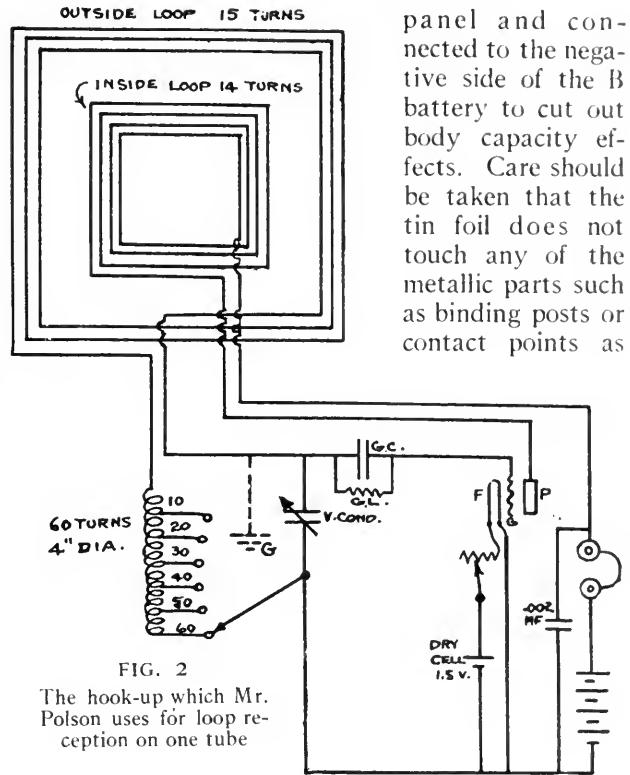 OUTSIDE LOOP 15 TURNS
INSIDE LOOP 14 TURNS
panel and con-
nected to the nega-
tive side of the B
battery to cut out
body capacity ef-
fects. Care should
be taken that the
tin foil does not
touch any of the
metallic parts such
as binding posts or
contact points as
G.C.
G.L.
V.COND.
G
F
P
G
10
20
30
40
50
60
60 TURNS
4" DIA.
DRY
CELL
1.5 V.
.002
MF
FIG. 2
The hook-up which Mr.
Polson uses for loop re-
ception on one tube